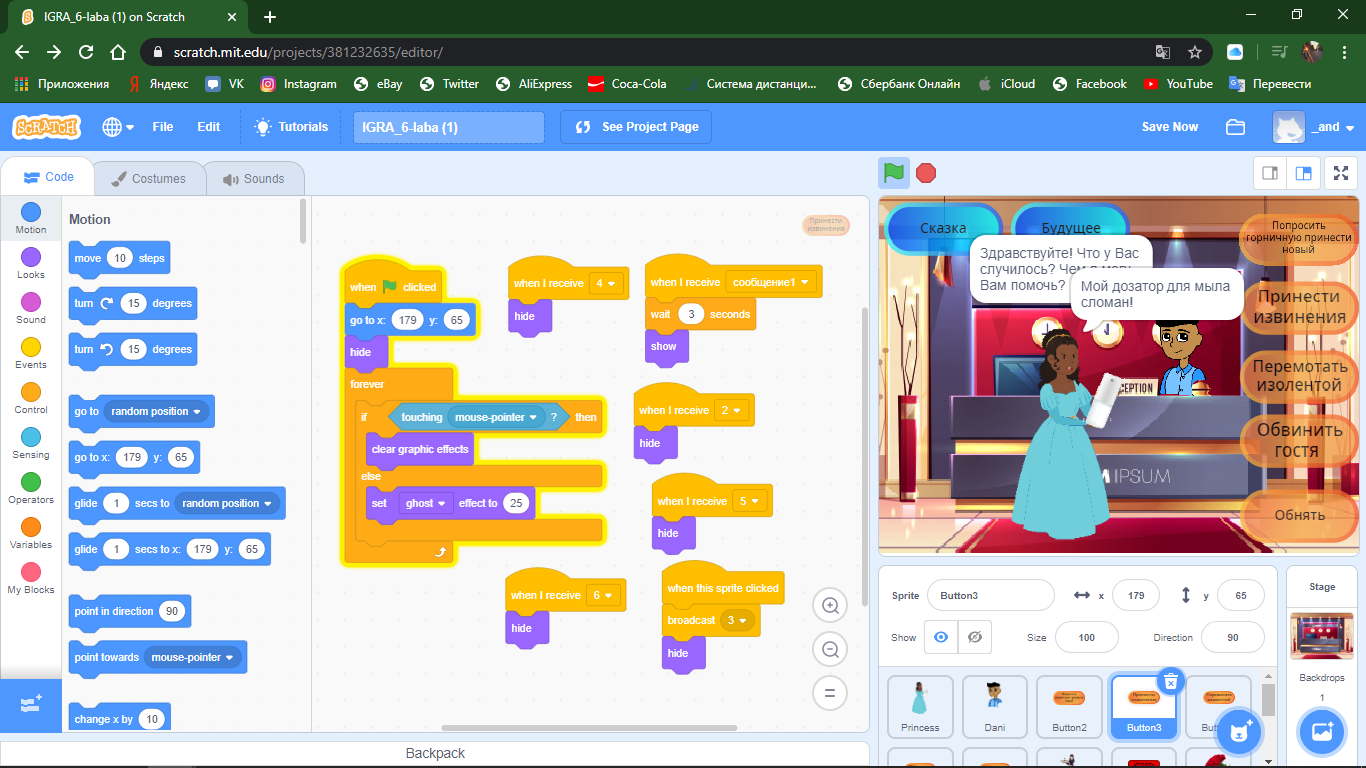 IGRA_6-laba (1) on Scratch
scratch.mit.edu/projects/381232635/editor/
Приложения
Яндекс
VK
Instagram
eBay
Twitter
AliExpress
Coca-Cola
Система дистанци...
Сбербанк Онлайн
iCloud
Facebook
YouTube
Перевести
SCRATCH
File
Edit
Tutorials
IGRA_6-laba (1)
See Project Page
Save Now
_and
Code
Costumes
Sounds
Motion
Looks
Sound
Events
Control
Sensing
Operators
Variables
My Blocks
Motion
move 10 steps
turn 15 degrees
turn 15 degrees
go to random position
go to x: 179 y: 65
glide 1 secs to random position
glide 1 secs to x: 179 y: 65
point in direction 90
point towards mouse-pointer
change x by 10
Принести
извинения
when clicked
go to x: 179 y: 65
hide
forever
if touching mouse-pointer ? then
clear graphic effects
else
set ghost effect to 25
when I receive 4
hide
when I receive сообщение1
wait 3 seconds
show
when I receive 2
hide
when I receive 5
hide
when I receive 6
hide
when this sprite clicked
broadcast 3
hide
Backpack
Сказка
Будущее
Здравствуйте! Что у Вас
случилось? Чем я
Вам помочь?
Мой дозатор для мыла
сломан!
Попросить
горничную принести
новый
Принести
извинения
Перемотать
изолентой
Обвинить
гостя
Обнять
CEPTION
M IPSUM
Sprite
Button3
x
179
y
65
Show
Size
100
Direction
90
Princess
Dani
Button2
Button3
Stage
Backdrops
1